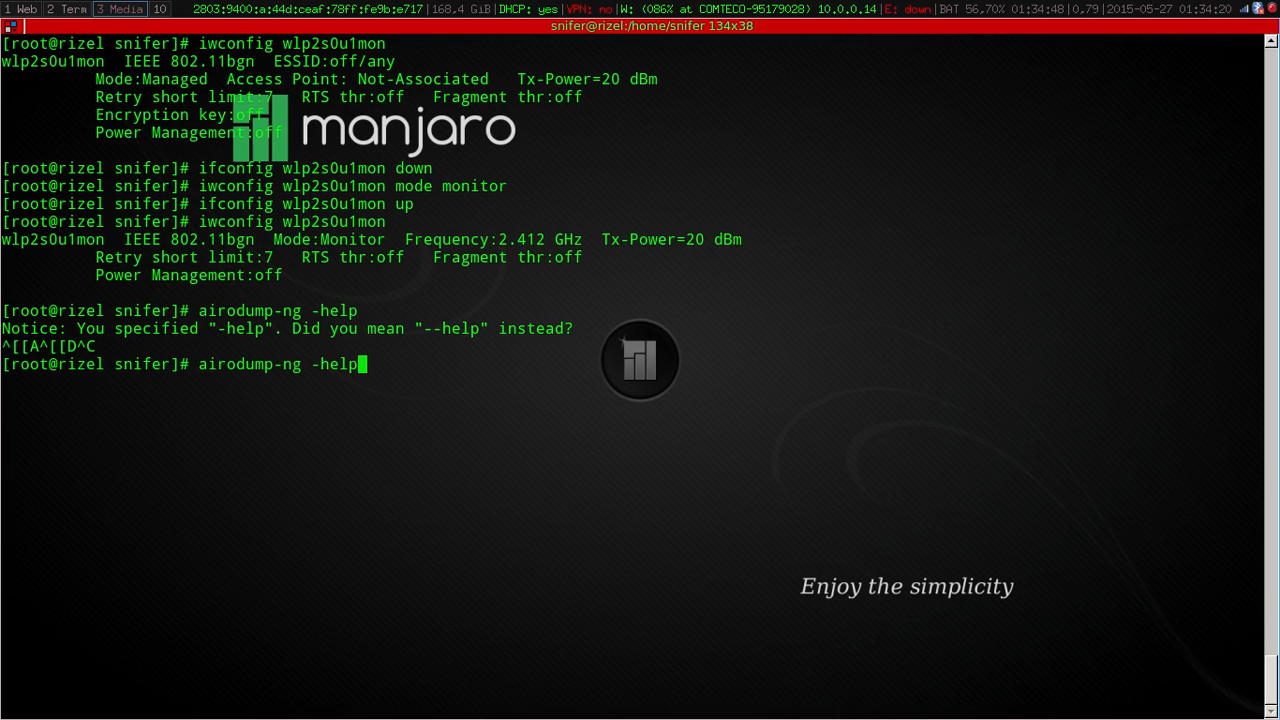 1 Web 2 Term 3 Media 10 2803:9400:a:44d:ceaf:78ff:fe9b:e717|168,4 GiB|DHCP: yes|VPN: no|W: (086% at COMTECO-95179028) 10.0.0.14|E: down|BAT 56,70% 01:34:48|0,79|2015-05-27 01:34:20
snifer@rizel:/home/snifer 134x38
[root@rizel snifer]# iwconfig wlp2s0u1mon
wlp2s0u1mon  IEEE 802.11bgn  ESSID:off/any
          Mode:Managed  Access Point: Not-Associated   Tx-Power=20 dBm
          Retry short limit:7   RTS thr:off   Fragment thr:off
          Encryption key:off
          Power Management:off
manjaro
[root@rizel snifer]# ifconfig wlp2s0u1mon down
[root@rizel snifer]# iwconfig wlp2s0u1mon mode monitor
[root@rizel snifer]# ifconfig wlp2s0u1mon up
[root@rizel snifer]# iwconfig wlp2s0u1mon
wlp2s0u1mon  IEEE 802.11bgn  Mode:Monitor  Frequency:2.412 GHz  Tx-Power=20 dBm
          Retry short limit:7   RTS thr:off   Fragment thr:off
          Power Management:off
[root@rizel snifer]# airodump-ng -help
Notice: You specified "-help". Did you mean "--help" instead?
^[[A^[[D^C
[root@rizel snifer]# airodump-ng -help
Enjoy the simplicity